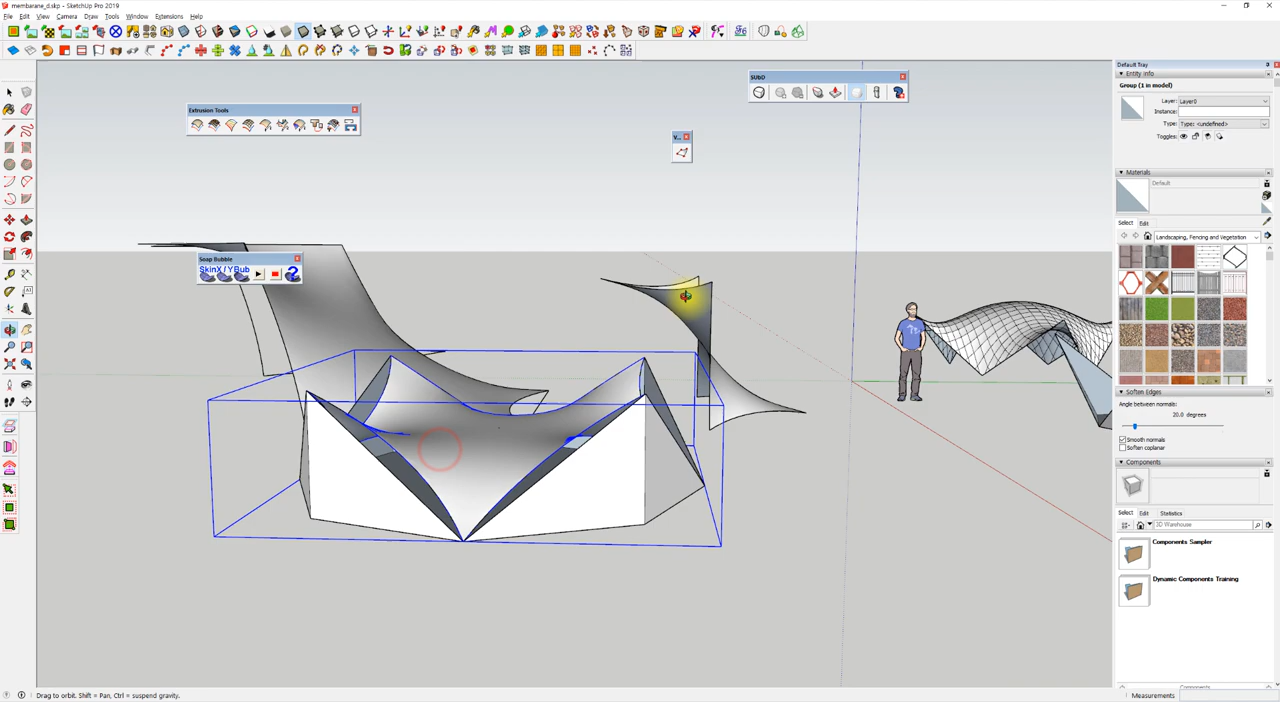 membarane_d.skp - SketchUp Pro 2019
File Edit View Camera Draw Tools Window Extensions Help
Default Tray
Entity Info
Group (1 in model)
Layer: Layer0
Instance:
Type: Type: <undefined>
Toggles:
Materials
Default
Select Edit
Landscaping, Fencing and Vegetation
Soften Edges
Angle between normals:
20.0 degrees
Smooth normals
Soften coplanar
Components
Select Edit Statistics
3D Warehouse
Components Sampler
Dynamic Components Training
Components
Extrusion Tools
SUbD
V...
Soap Bubble
SkinX / YBub
Drag to orbit. Shift = Pan, Ctrl = suspend gravity.
Measurements